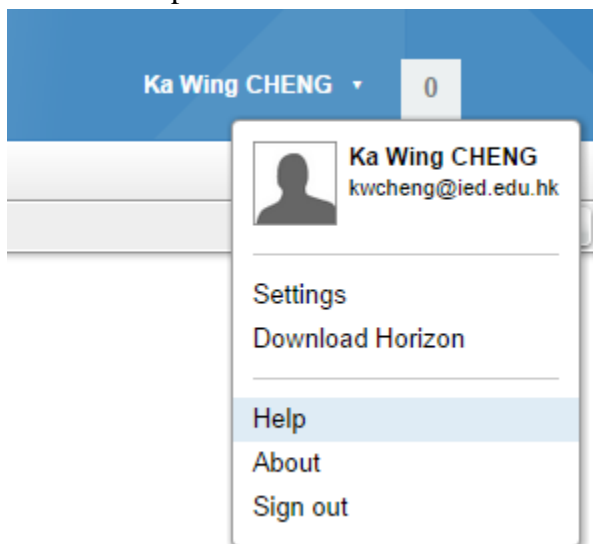 Ka Wing CHENG
0
Ka Wing CHENG
kwcheng@ied.edu.hk
Settings
Download Horizon
Help
About
Sign out